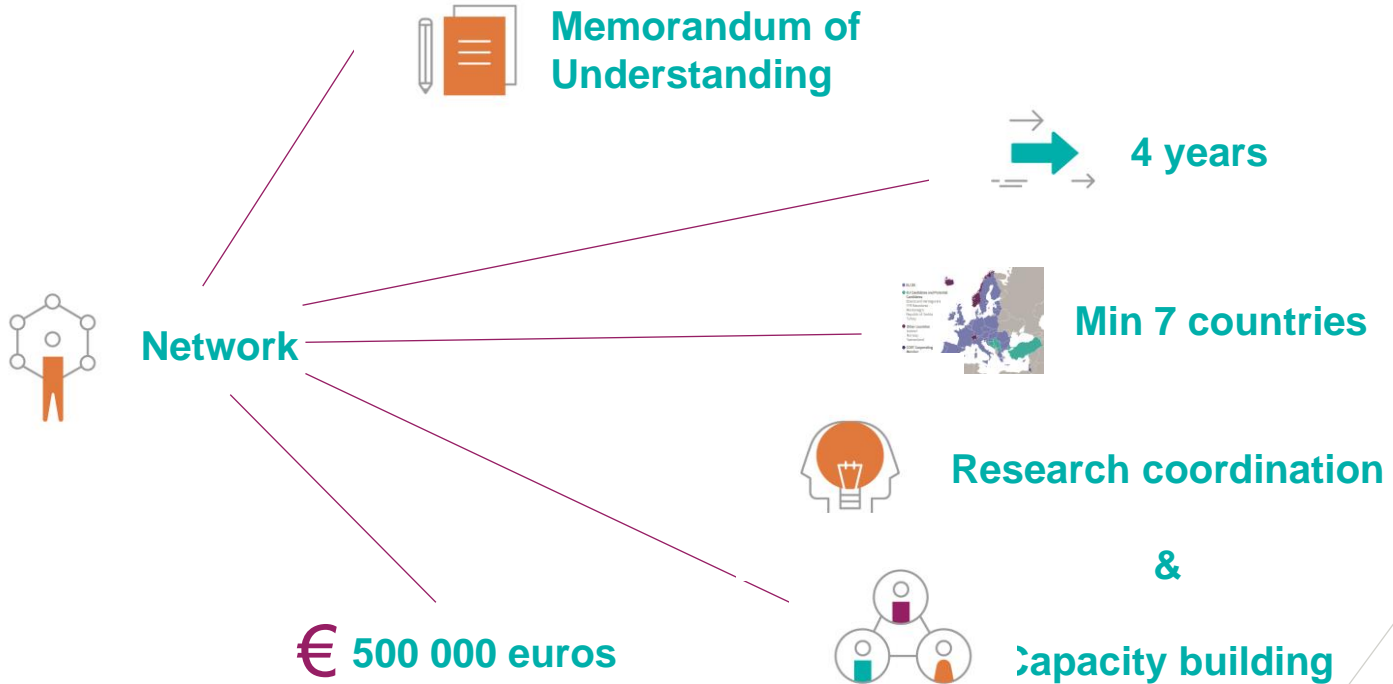 Memorandum of
Understanding
4 years
Min 7 countries
Network
Research coordination
&
Capacity building
€ 500 000 euros